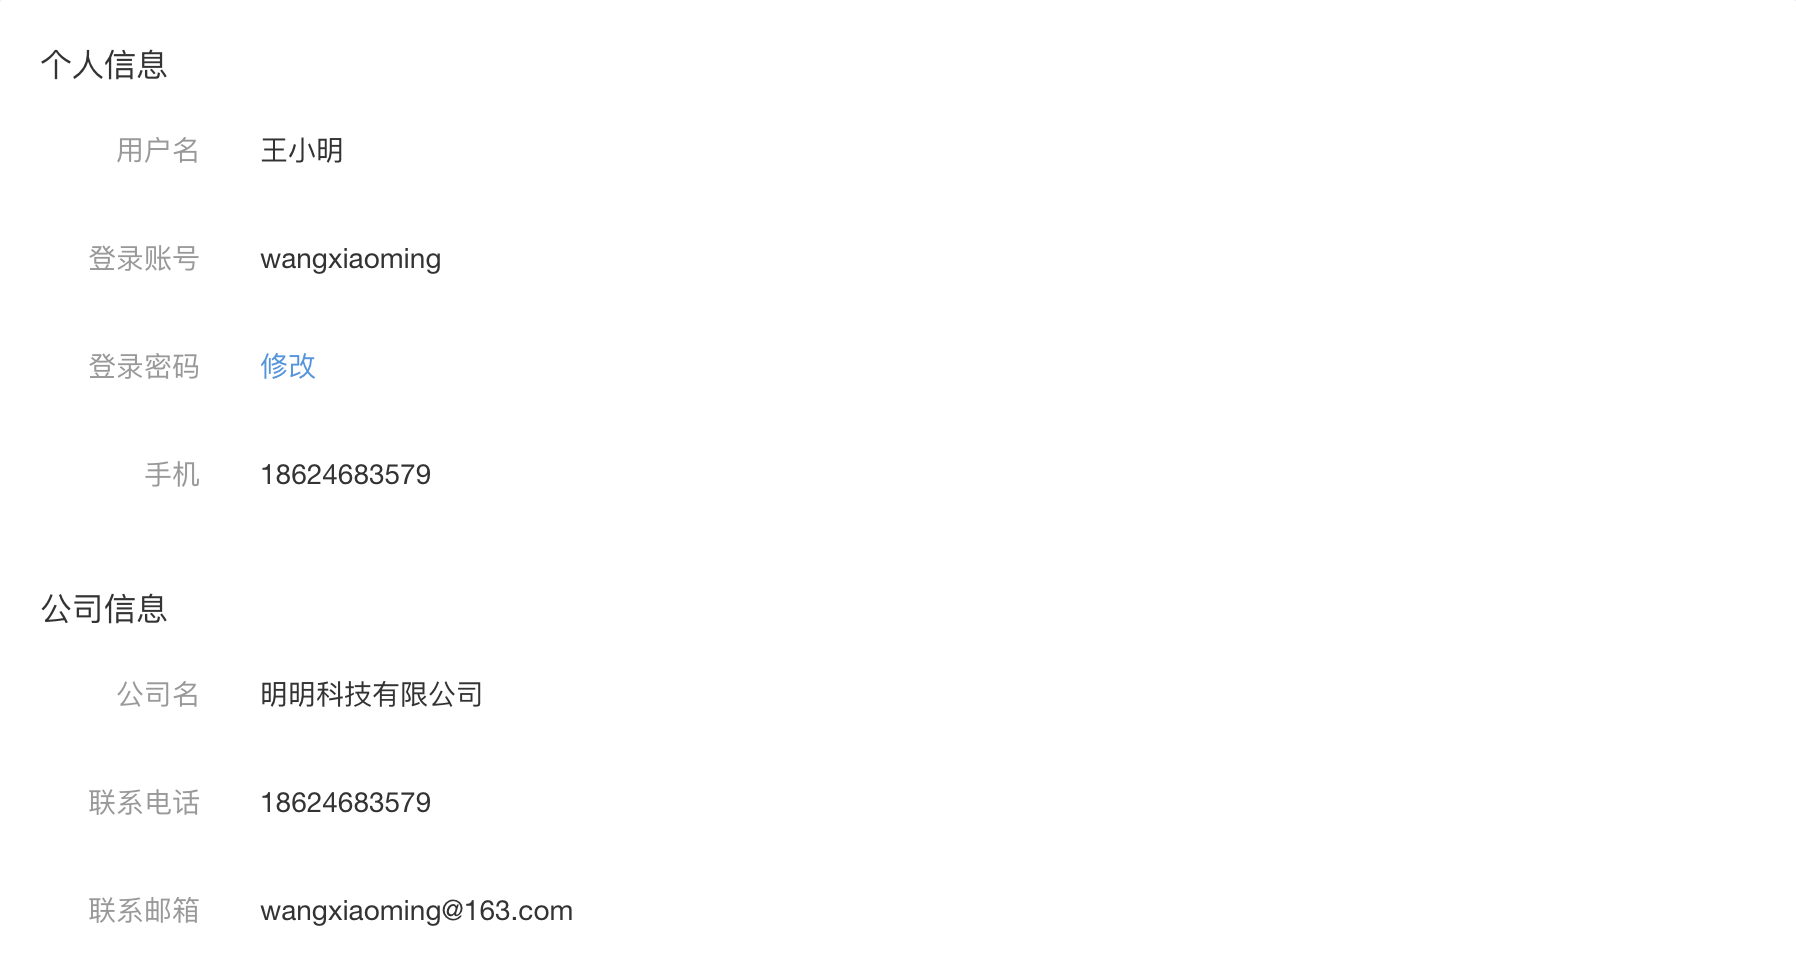 个人信息
用户名 王小明
登录账号 wangxiaoming
登录密码 修改
手机 18624683579
公司信息
公司名 明明科技有限公司
联系电话 18624683579
联系邮箱 wangxiaoming@163.com